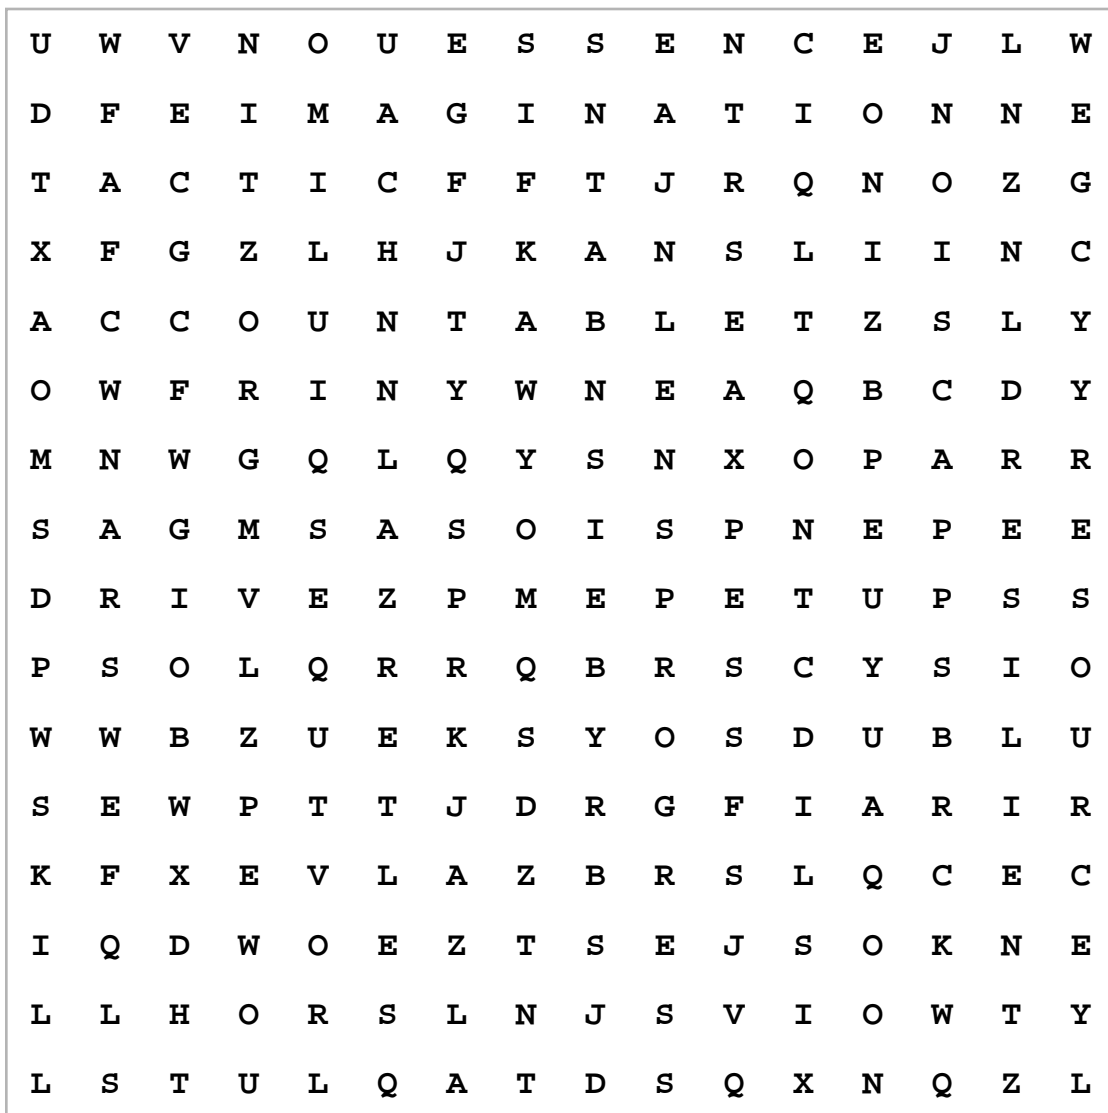 U W V N O U E S S E N C E J L W
D F E I M A G I N A T I O N N E
T A C T I C F F T J R Q N O Z G
X F G Z L H J K A N S L I I N C
A C C O U N T A B L E T Z S L Y
O W F R I N Y W N E A Q B C D Y
M N W G Q L Q Y S N X O P A R R
S A G M S A S O I S P N E P E E
D R I V E Z P M E P E T U P S S
P S O L Q R R Q B R S C Y S I O
W W B Z U E K S Y O S D U B L U
S E W P T T J D R G F I A R I R
K F X E V L A Z B R S L Q C E C
I Q D W O E Z T S E J S O K N E
L L H O R S L N J S V I O W T Y
L S T U L Q A T D S Q X N Q Z L